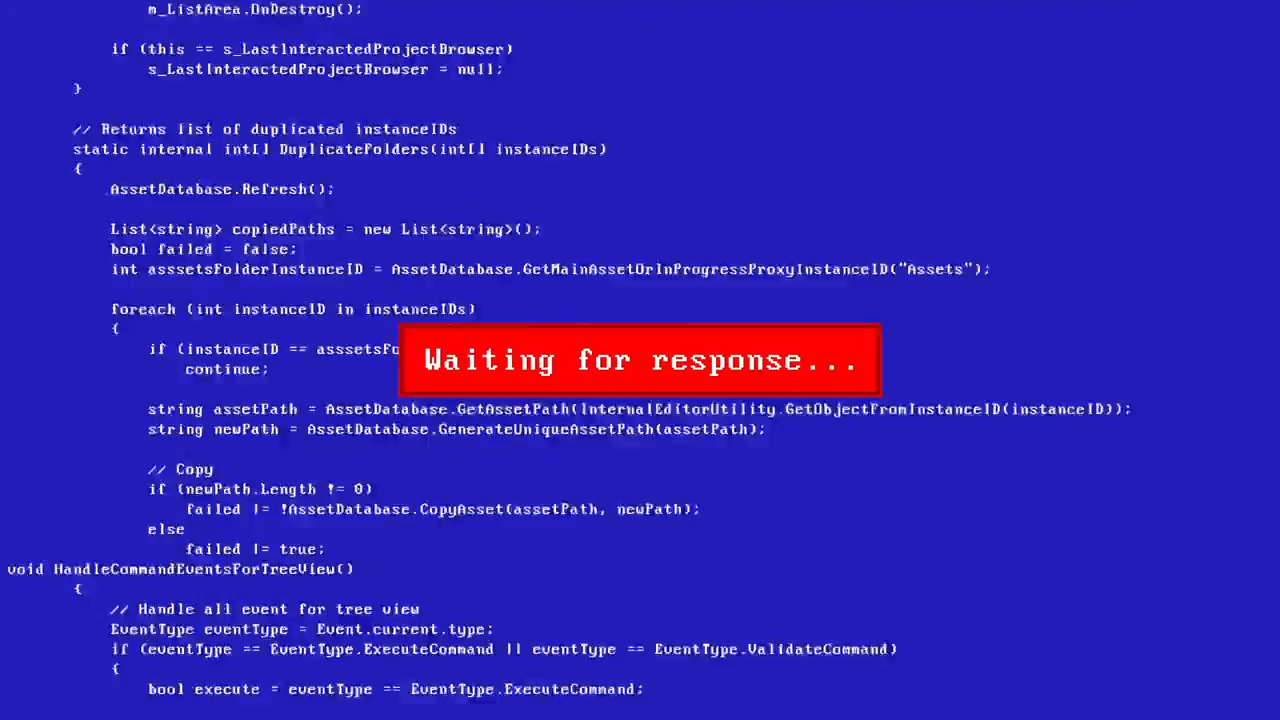 m_ListArea.OnDestroy();
if (this == s_LastInteractedProjectBrowser)
s_LastInteractedProjectBrowser = null;
}
// Returns list of duplicated instanceIDs
static internal int[] DuplicateFolders(int[] instanceIDs)
{
AssetDatabase.Refresh();
List<string> copiedPaths = new List<string>();
bool failed = false;
int asssetsFolderInstanceID = AssetDatabase.GetMainAssetOrInProgressProxyInstanceID("Assets");
foreach (int instanceID in instanceIDs)
{
if (instanceID == asssetsFo
Waiting for response...
continue;
string assetPath = AssetDatabase.GetAssetPath(InternalEditorUtility.GetObjectFromInstanceID(instanceID));
string newPath = AssetDatabase.GenerateUniqueAssetPath(assetPath);
// Copy
if (newPath.Length != 0)
failed |= !AssetDatabase.CopyAsset(assetPath, newPath);
else
failed |= true;
void HandleCommandEventsForTreeView()
{
// Handle all event for tree view
EventType eventType = Event.current.type;
if (eventType == EventType.ExecuteCommand || eventType == EventType.ValidateCommand)
{
bool execute = eventType == EventType.ExecuteCommand;